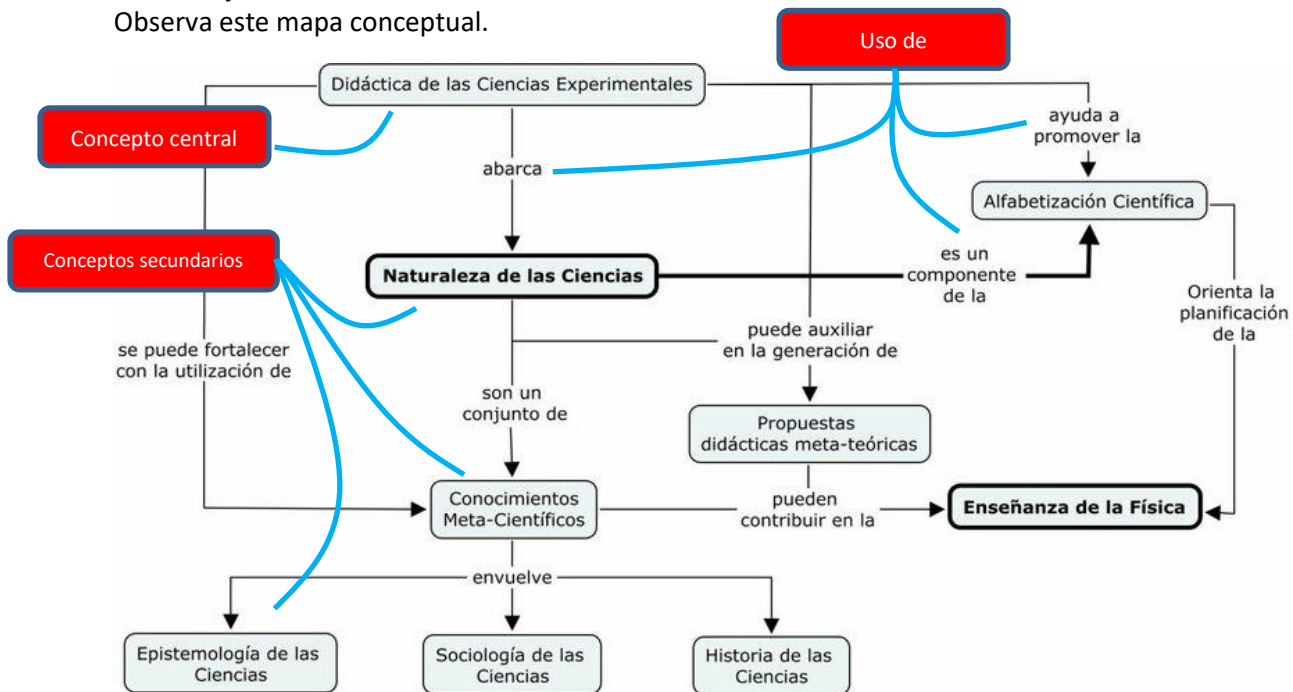 Observa este mapa conceptual.
Uso de
Didáctica de las Ciencias Experimentales
Concepto central
ayuda a
promover la
abarca
Alfabetización Científica
Conceptos secundarios
Naturaleza de las Ciencias
es un
componente
de la
Orienta la
planificación
de la
se puede fortalecer
con la utilización de
puede auxiliar
en la generación de
son un
conjunto de
Propuestas
didácticas meta-teóricas
Conocimientos
Meta-Científicos
pueden
contribuir en la
Enseñanza de la Física
envuelve
Epistemología de las
Ciencias
Sociología de las
Ciencias
Historia de las
Ciencias